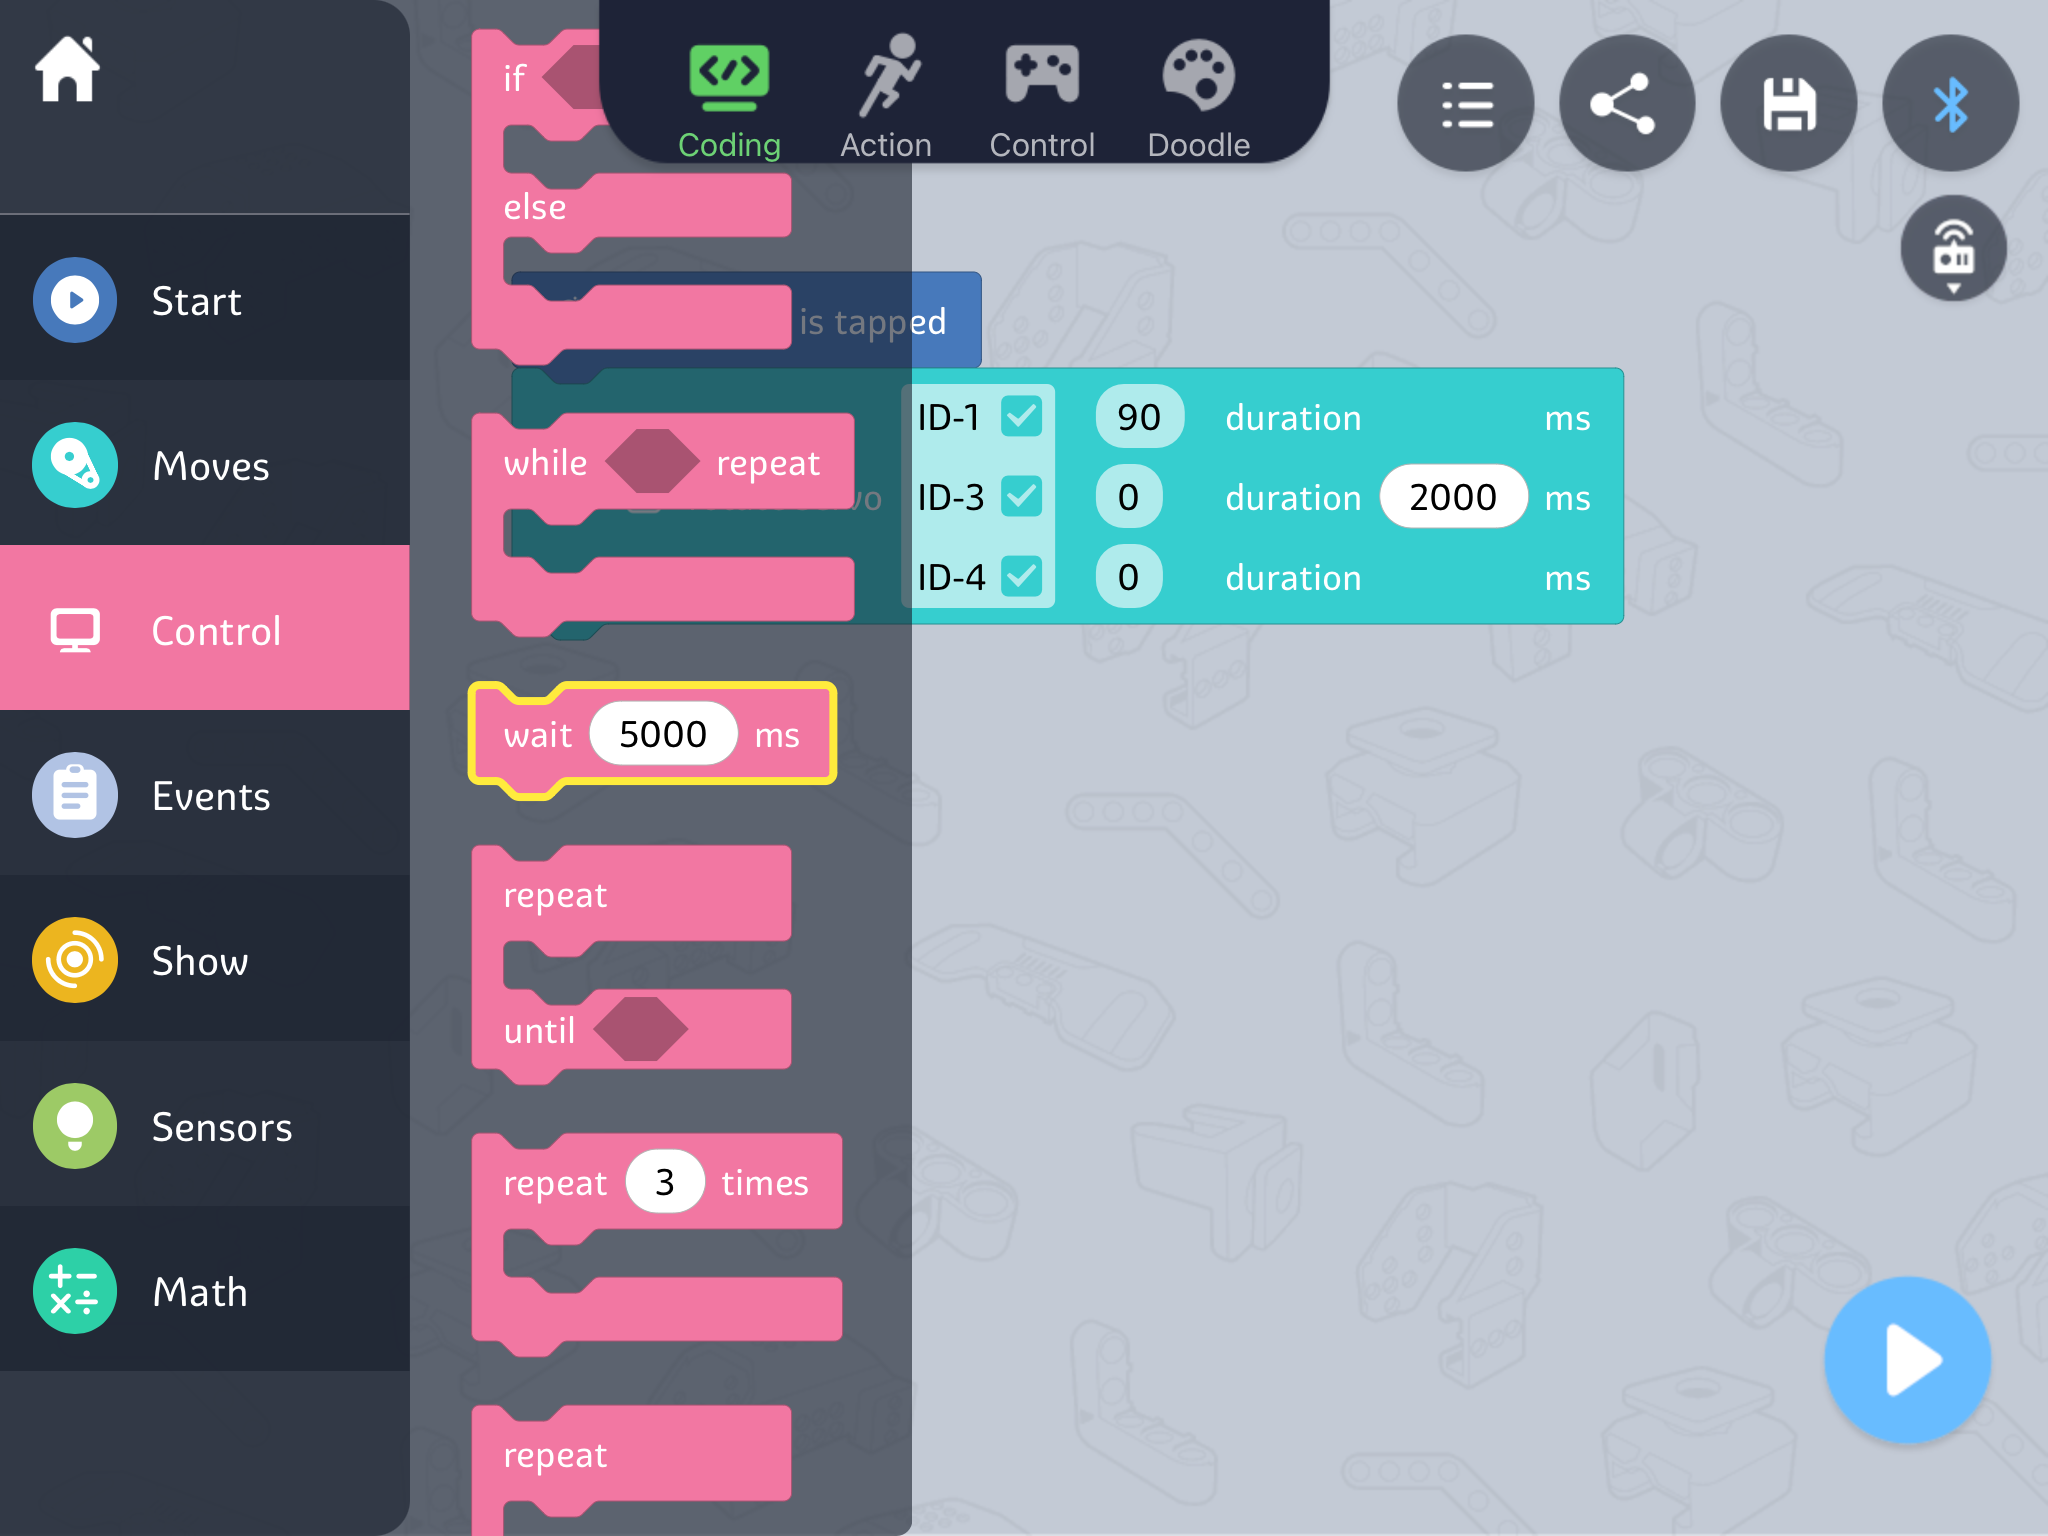 Coding
Action
Control
Doodle
Start
Moves
Control
Events
Show
Sensors
Math
if
else
while repeat
wait 5000 ms
repeat
until
repeat 3 times
repeat
is tapped
ID-1 90 duration ms
ID-3 0 duration 2000 ms
ID-4 0 duration ms